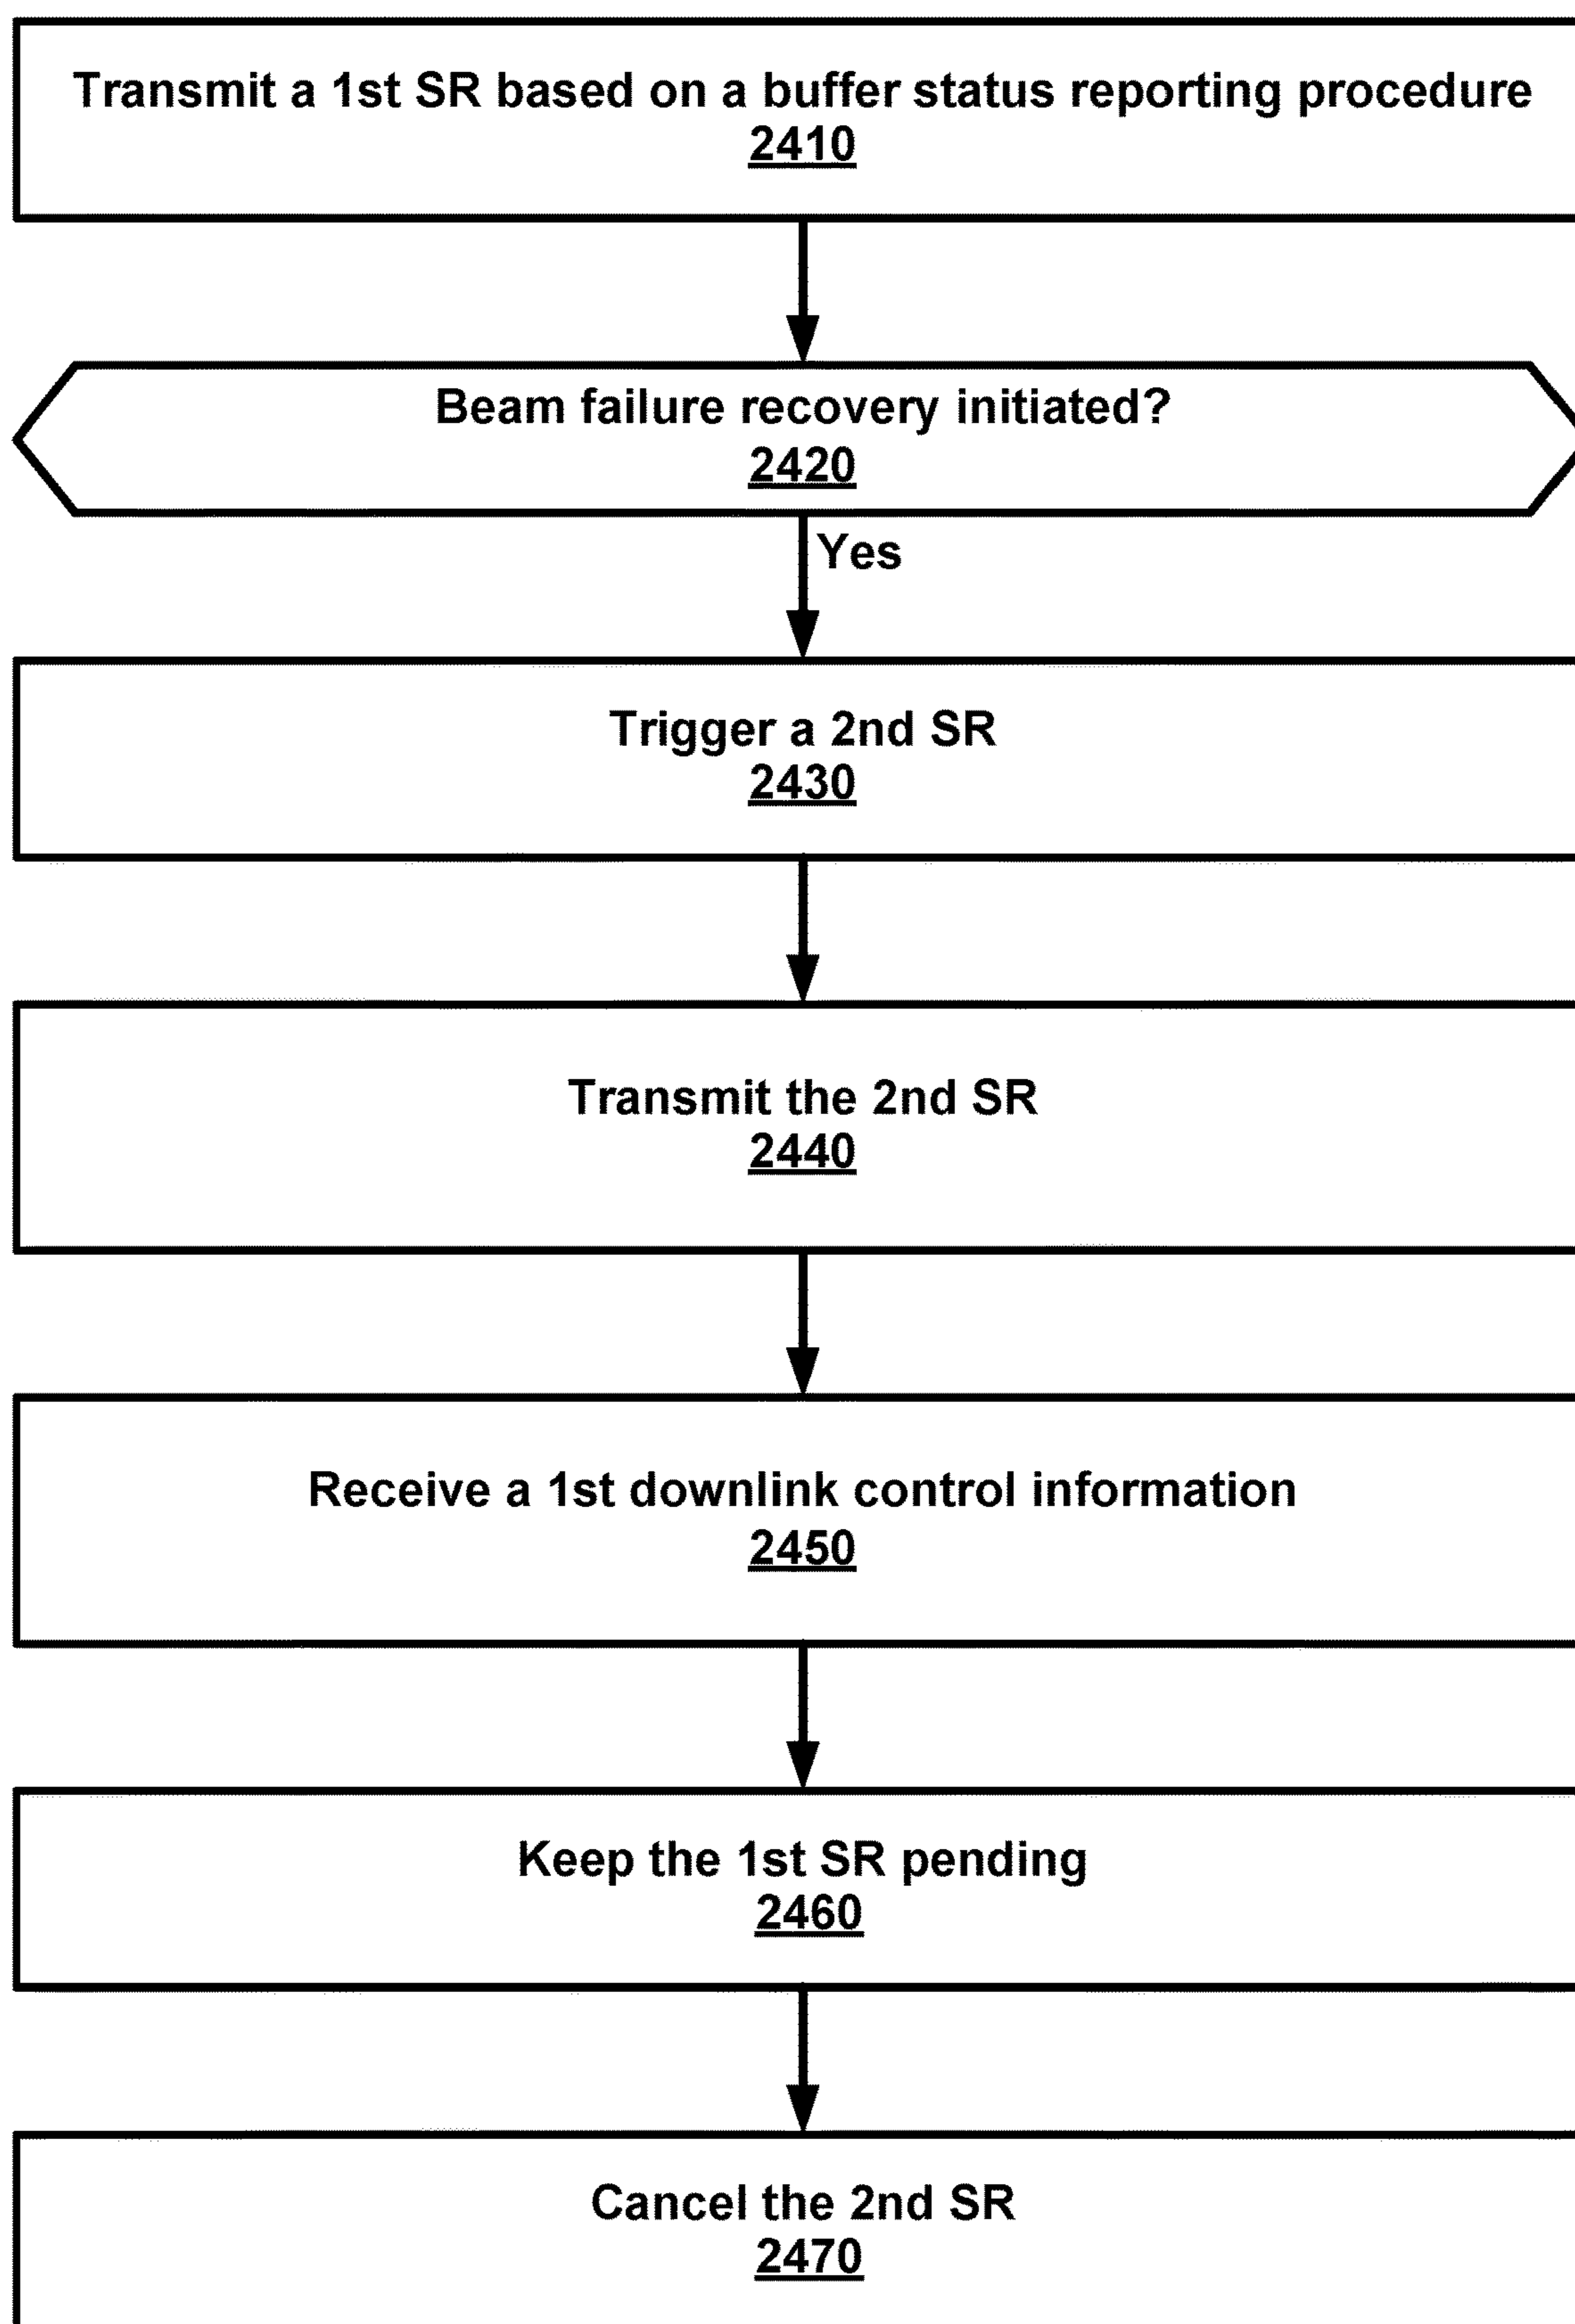 Transmit a 1st SR based on a buffer status reporting procedure
2410
Beam failure recovery initiated?
2420
Yes
Trigger a 2nd SR
2430
Transmit the 2nd SR
2440
Receive a 1st downlink control information
2450
Keep the 1st SR pending
2460
Cancel the 2nd SR
2470